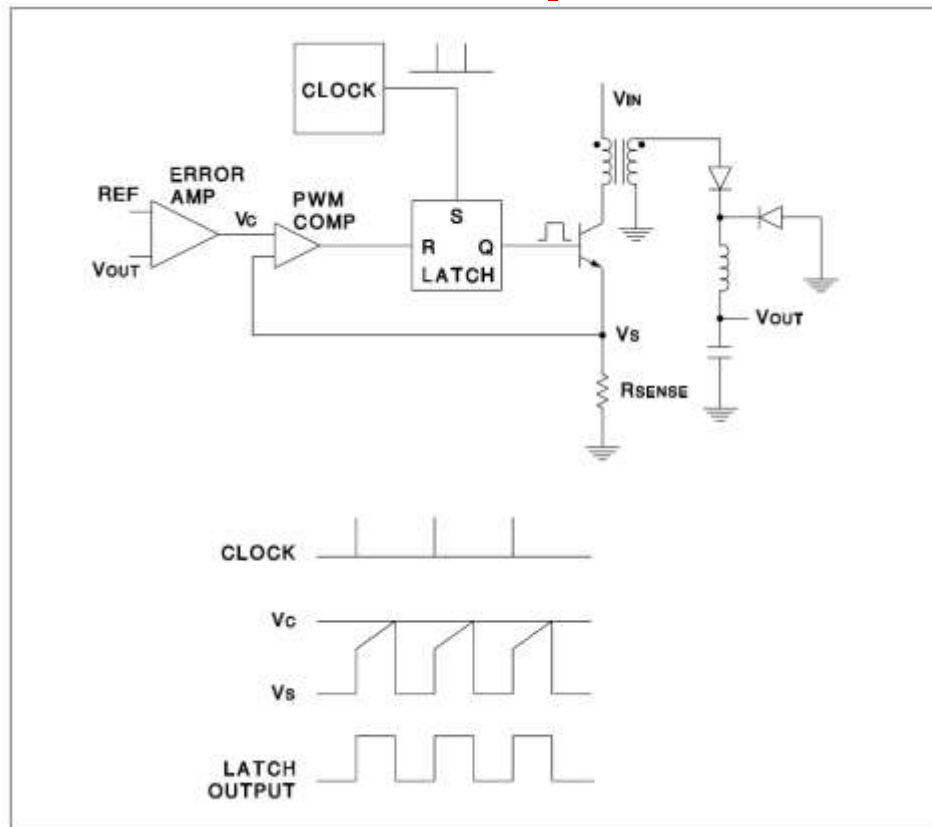 CLOCK
VIN
ERROR
AMP
REF
VC
PWM
COMP
S
R Q
LATCH
VOUT
VOUT
VS
RSENSE
CLOCK
VC
VS
LATCH
OUTPUT